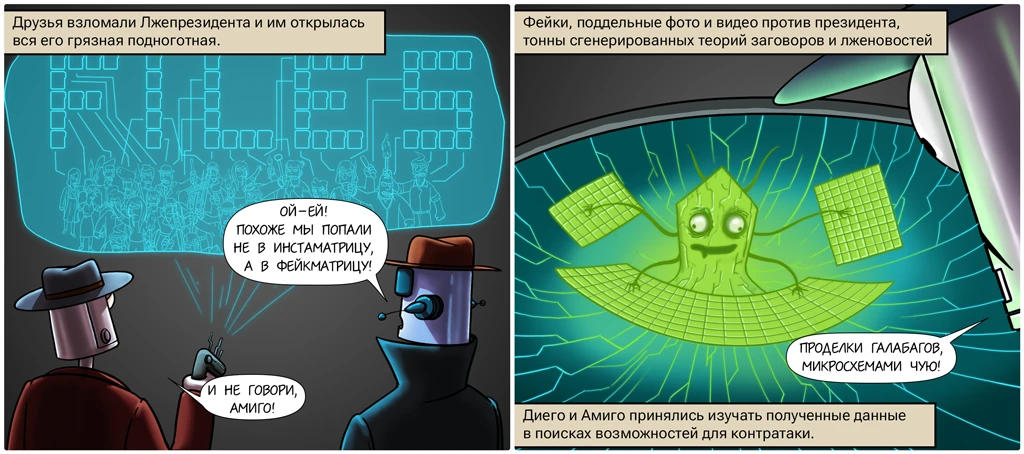 Друзья взломали Лжепрезидента и им открылась
вся его грязная подноготная.
FILES
ОЙ-ЕЙ!
ПОХОЖЕ МЫ ПОПАЛИ
НЕ В ИНСТАМАТРИЦУ,
А В ФЕЙКМАТРИЦУ!
И НЕ ГОВОРИ,
АМИГО!
Фейки, поддельные фото и видео против президента,
тонны сгенерированных теорий заговоров и лженовостей
ПРОДЕЛКИ ГАЛАБАГОВ,
МИКРОСХЕМАМИ ЧУЮ!
Диего и Амиго принялись изучать полученные данные
в поисках возможностей для контратаки.